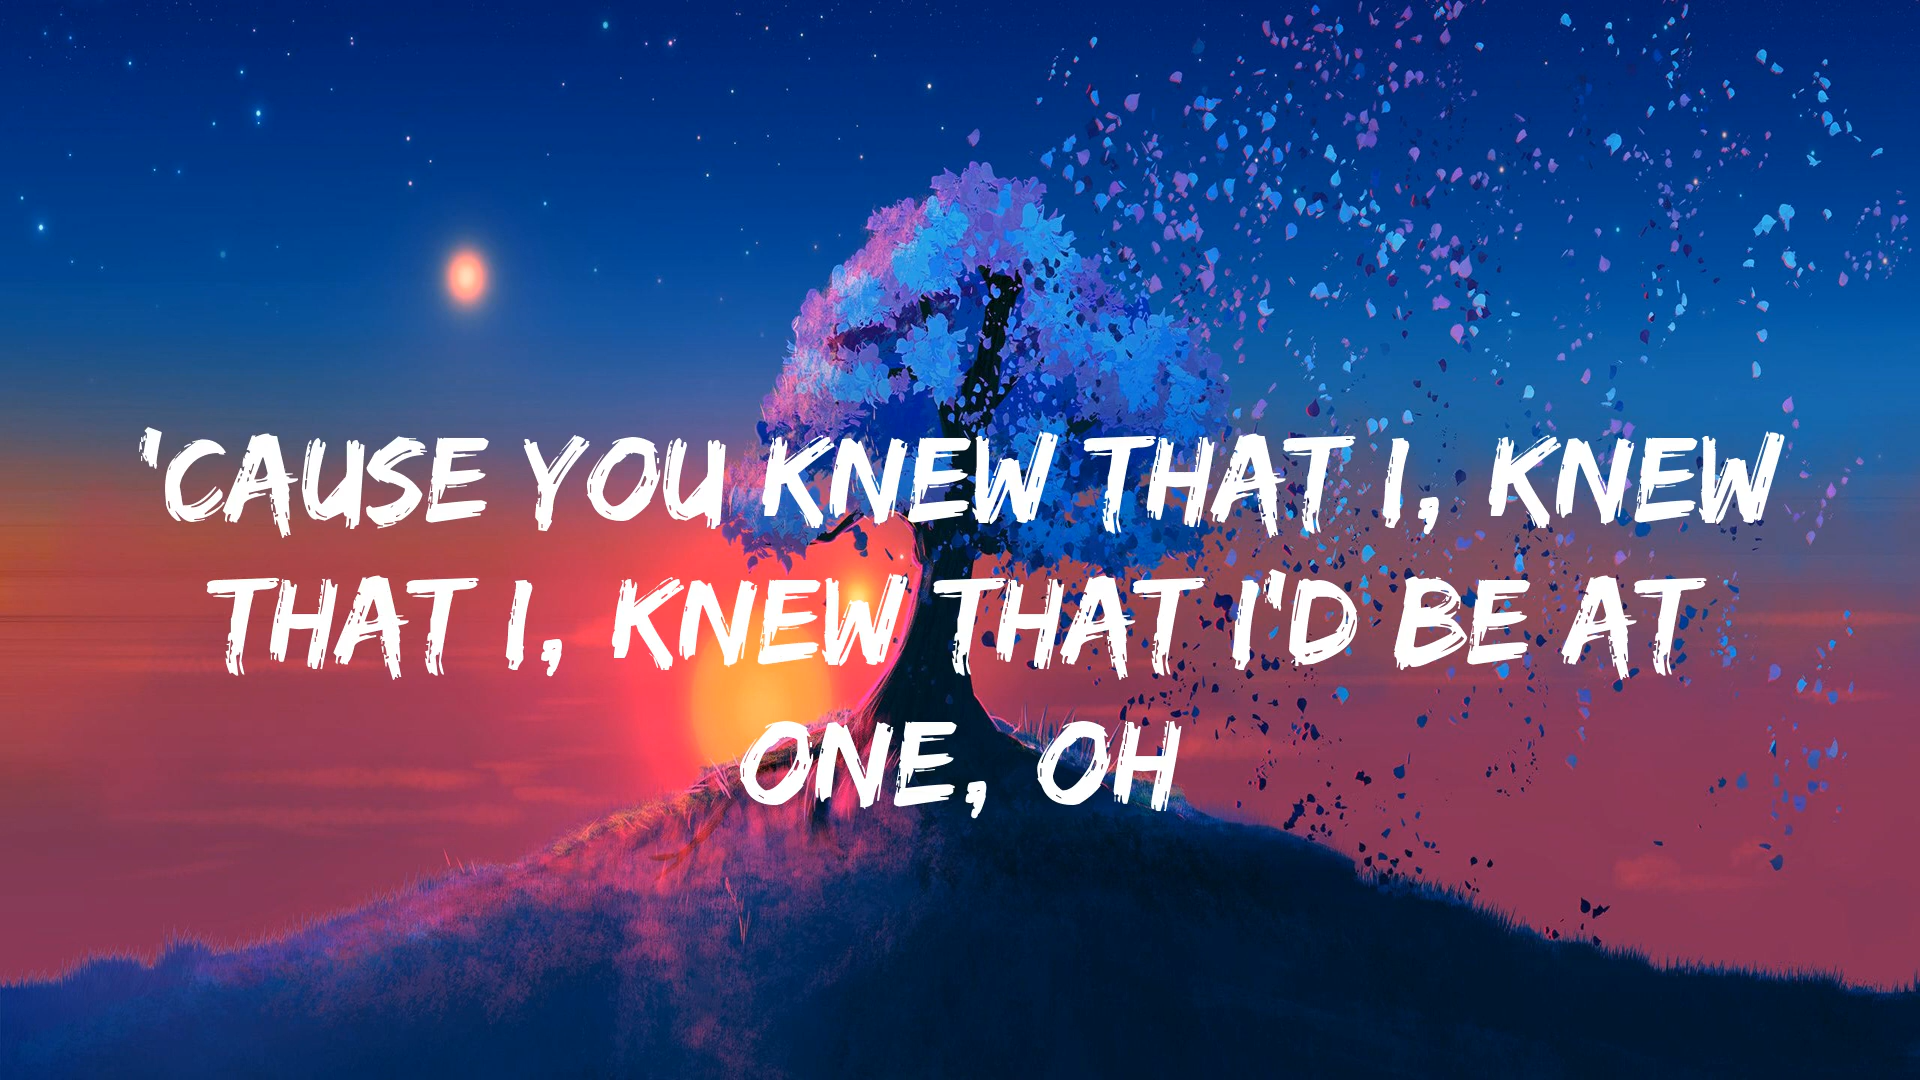 'CAUSE YOU KNEW THAT I, KNEW
THAT I, KNEW THAT I'D BE AT
ONE, OH